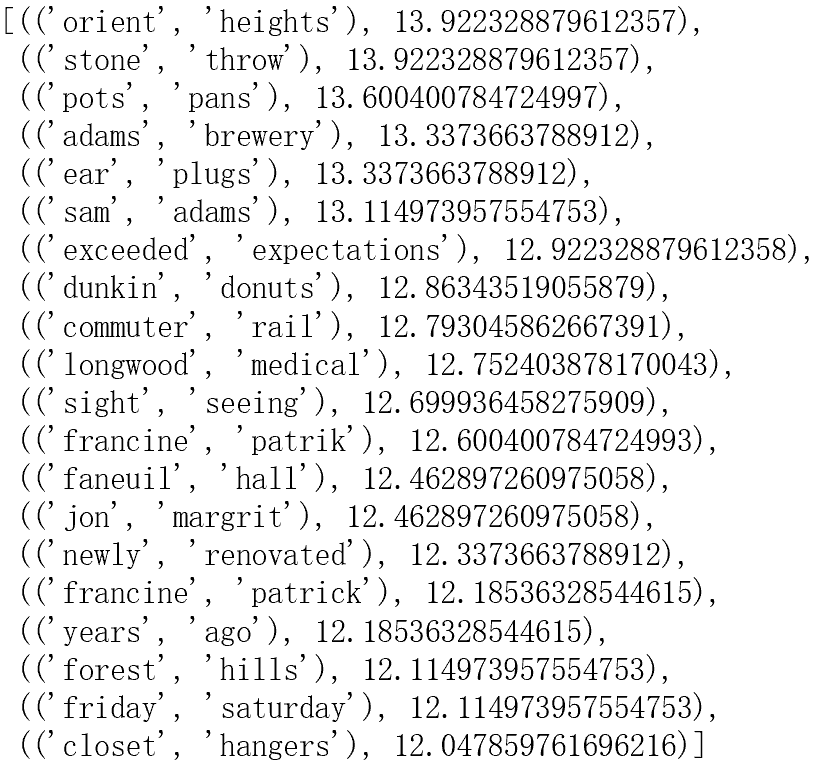 [(('orient', 'heights'), 13.922328879612357),
(('stone', 'throw'), 13.922328879612357),
(('pots', 'pans'), 13.600400784724997),
(('adams', 'brewery'), 13.3373663788912),
(('ear', 'plugs'), 13.3373663788912),
(('sam', 'adams'), 13.114973957554753),
(('exceeded', 'expectations'), 12.922328879612358),
(('dunkin', 'donuts'), 12.86343519055879),
(('commuter', 'rail'), 12.793045862667391),
(('longwood', 'medical'), 12.752403878170043),
(('sight', 'seeing'), 12.699936458275909),
(('francine', 'patrik'), 12.600400784724993),
(('faneuil', 'hall'), 12.462897260975058),
(('jon', 'margrit'), 12.462897260975058),
(('newly', 'renovated'), 12.3373663788912),
(('francine', 'patrick'), 12.18536328544615),
(('years', 'ago'), 12.18536328544615),
(('forest', 'hills'), 12.114973957554753),
(('friday', 'saturday'), 12.114973957554753),
(('closet', 'hangers'), 12.047859761696216)]